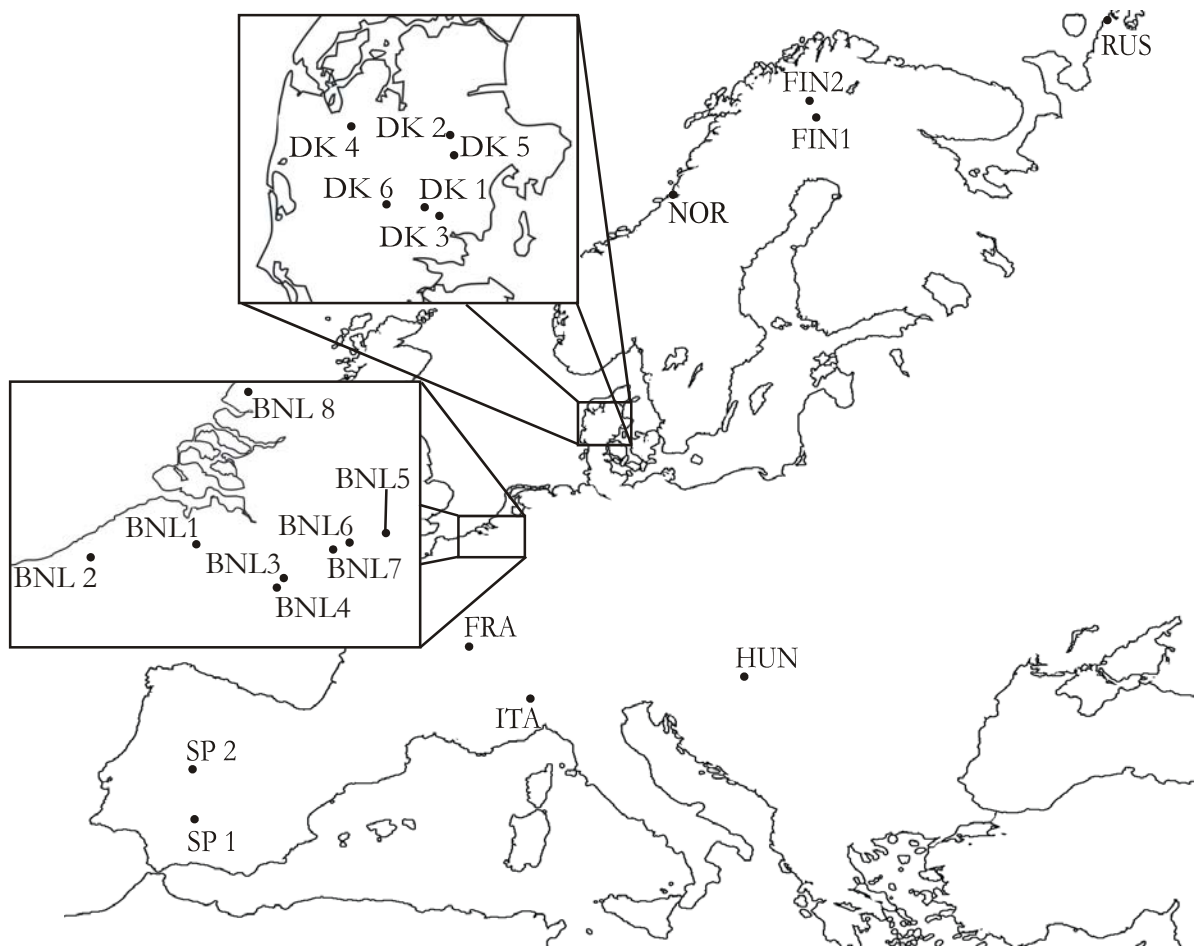 RUS
FIN2
FIN1
DK 2
DK 4
DK 5
DK 6
DK 1
DK 3
NOR
BNL 8
BNL5
BNL1
BNL6
BNL3
BNL7
BNL 2
BNL4
FRA
HUN
ITA
SP 2
SP 1